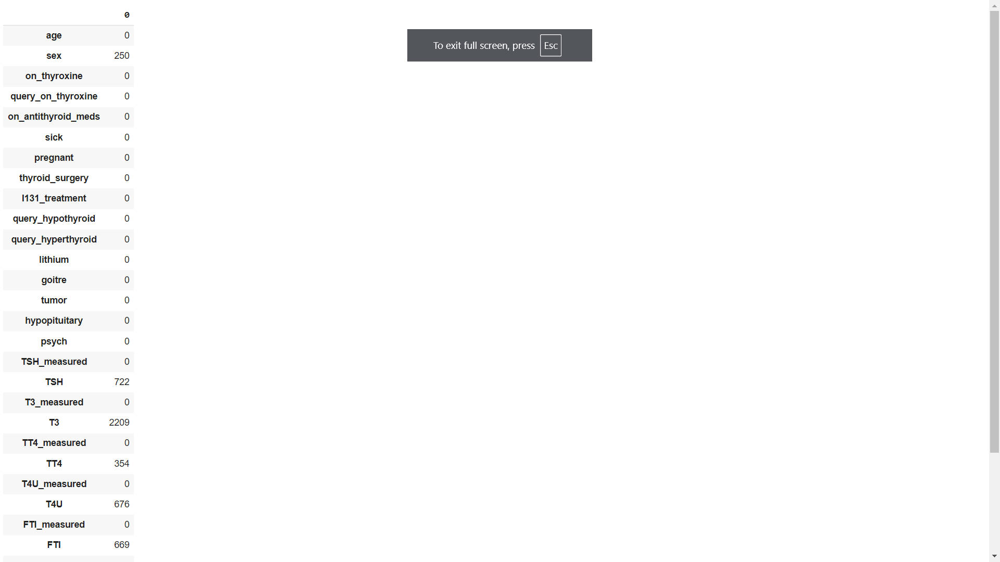 0
age 0
sex 250
on_thyroxine 0
query_on_thyroxine 0
on_antithyroid_meds 0
sick 0
pregnant 0
thyroid_surgery 0
I131_treatment 0
query_hypothyroid 0
query_hyperthyroid 0
lithium 0
goitre 0
tumor 0
hypopituitary 0
psych 0
TSH_measured 0
TSH 722
T3_measured 0
T3 2209
TT4_measured 0
TT4 354
T4U_measured 0
T4U 676
FTI_measured 0
FTI 669
To exit full screen, press Esc